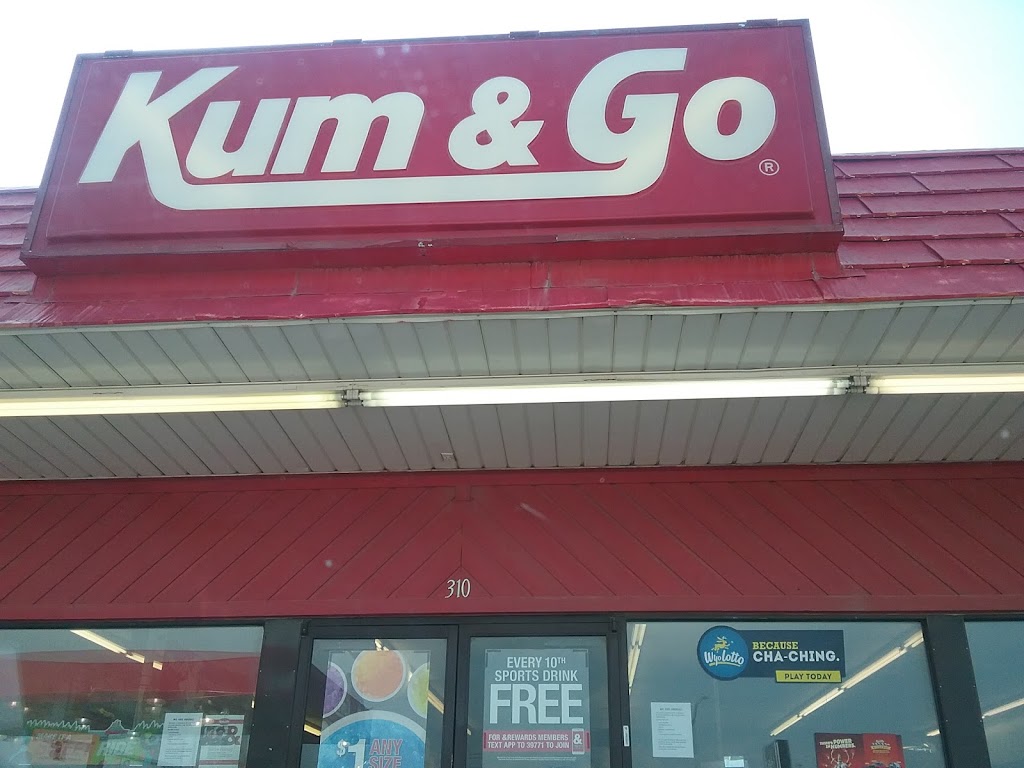 Kum & Go ®
310
WyoLotto
BECAUSE
CHA-CHING.
PLAY TODAY
EVERY 10TH
SPORTS DRINK
FREE
FOR &REWARDS MEMBERS
TEXT APP TO 39771 TO JOIN
&
$1 ANY
SIZE